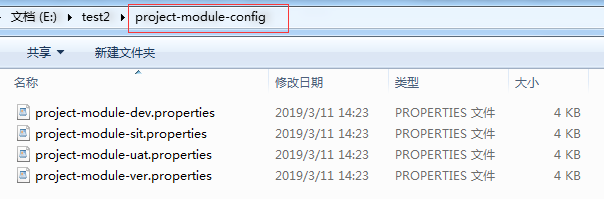 文档 (E:) ▸ test2 ▸ project-module-config
共享 ▼ 新建文件夹
名称 修改日期 类型 大小
project-module-dev.properties 2019/3/11 14:23 PROPERTIES 文件 4 KB
project-module-sit.properties 2019/3/11 14:23 PROPERTIES 文件 4 KB
project-module-uat.properties 2019/3/11 14:23 PROPERTIES 文件 4 KB
project-module-ver.properties 2019/3/11 14:23 PROPERTIES 文件 4 KB